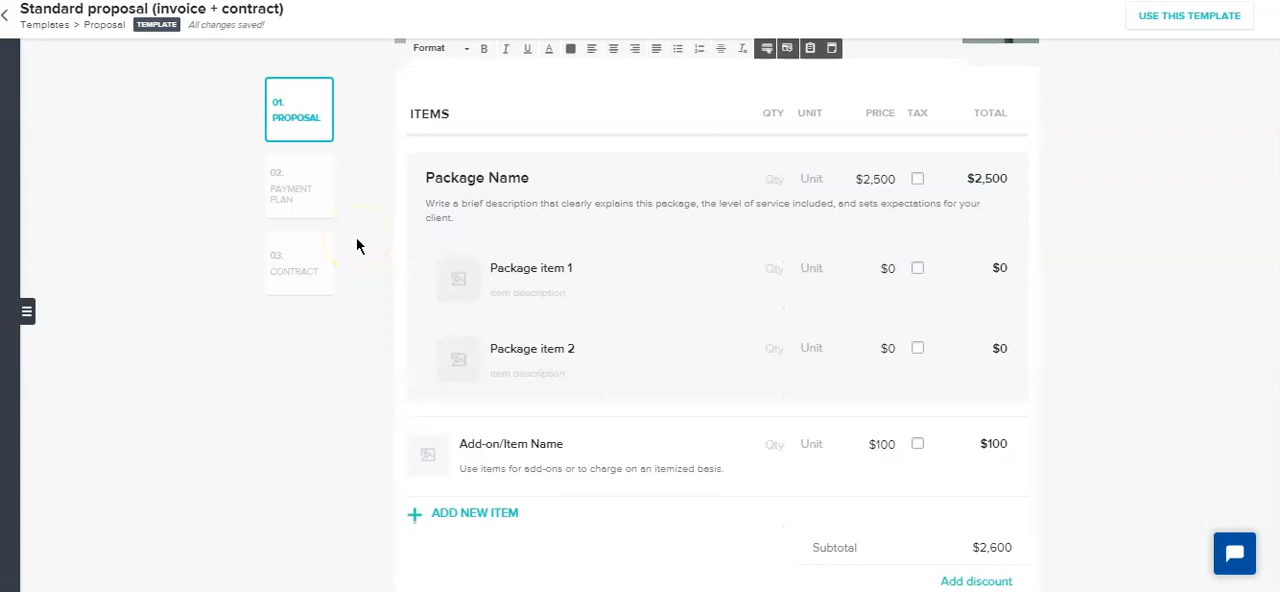 Standard proposal (invoice + contract)
Templates > Proposal TEMPLATE All changes saved!
USE THIS TEMPLATE
Format B I U A
01.
PROPOSAL
02.
PAYMENT
PLAN
03.
CONTRACT
ITEMS QTY UNIT PRICE TAX TOTAL
Package Name Qty Unit $2,500 $2,500
Write a brief description that clearly explains this package, the level of service included, and sets expectations for your
client.
Package item 1 Qty Unit $0 $0
Item description
Package item 2 Qty Unit $0 $0
Item description
Add-on/Item Name Qty Unit $100 $100
Use items for add-ons or to charge on an itemized basis.
+ ADD NEW ITEM
Subtotal $2,600
Add discount